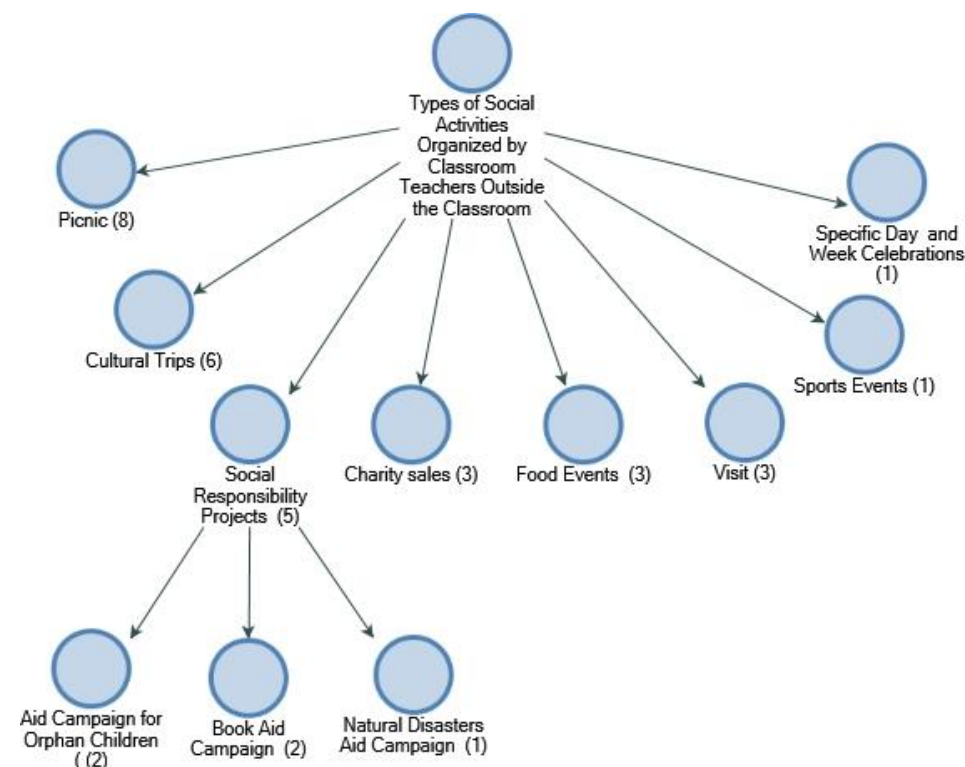 Types of Social
Activities
Organized by
Classroom
Teachers Outside
the Classroom
Picnic (8)
Specific Day and
Week Celebrations
(1)
Cultural Trips (6)
Sports Events (1)
Social
Responsibility
Projects (5)
Charity sales (3)
Food Events (3)
Visit (3)
Aid Campaign for
Orphan Children
( (2)
Book Aid
Campaign (2)
Natural Disasters
Aid Campaign (1)